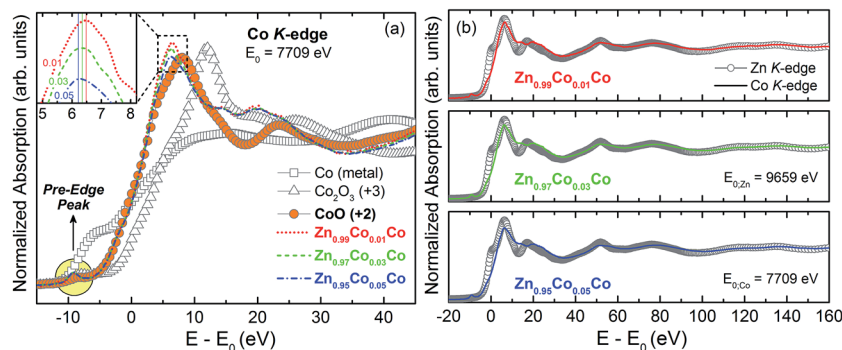 (a)
Co K-edge
E0 = 7709 eV
0.01
0.03
0.05
5 6 7 8
Normalized Absorption (arb. units)
Pre-Edge
Peak
Co (metal)
Co2O3 (+3)
CoO (+2)
Zn0.99Co0.01Co
Zn0.97Co0.03Co
Zn0.95Co0.05Co
-10 0 10 20 30 40
E - E0 (eV)
(b)
Normalized Absorption (arb. units)
Zn K-edge
Co K-edge
Zn0.99Co0.01Co
Zn0.97Co0.03Co
E0;Zn = 9659 eV
Zn0.95Co0.05Co
E0;Co = 7709 eV
-20 0 20 40 60 80 100 120 140 160
E - E0 (eV)